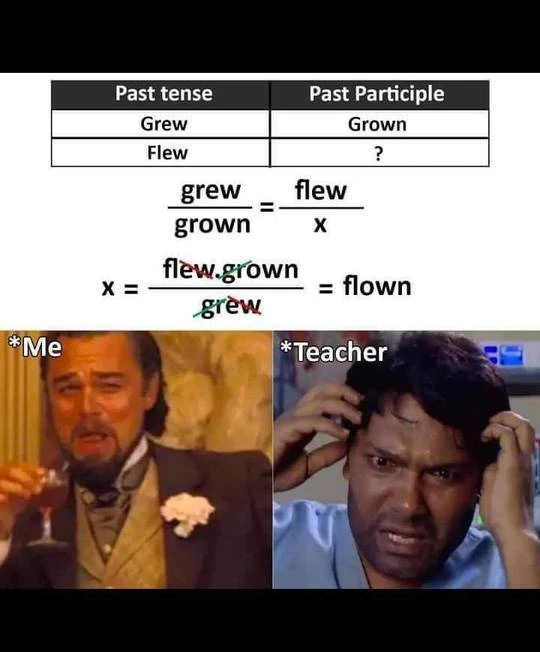 Past tense Past Participle
Grew Grown
Flew ?
grew flew
grown = x
flew.grown
x = = flown
grew
*Me
*Teacher